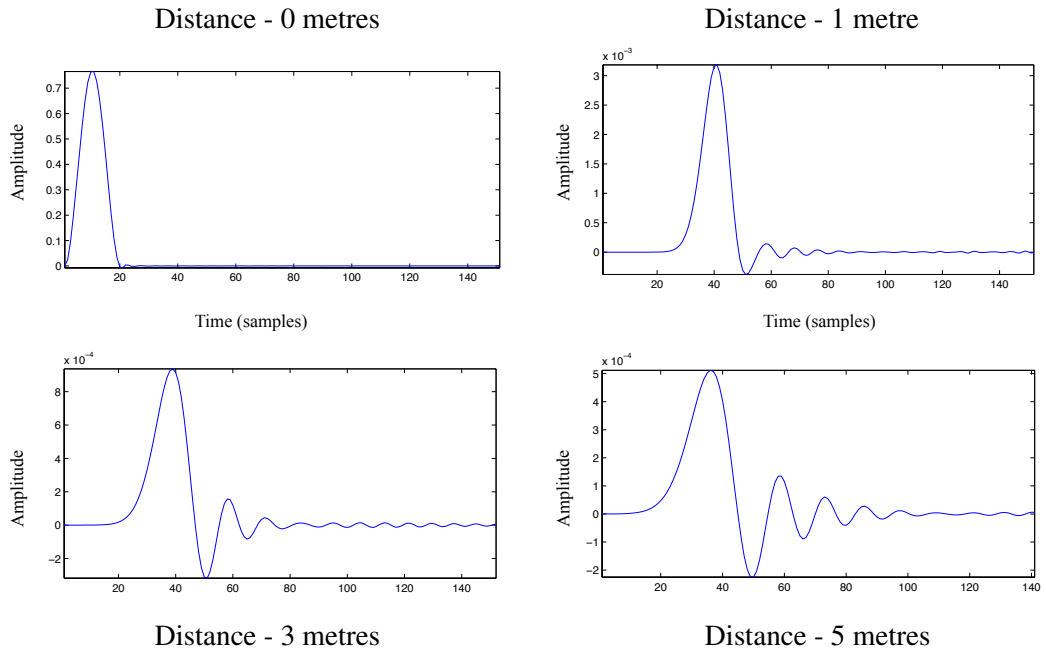 Distance - 0 metres
Distance - 1 metre
Amplitude
0.7
0.6
0.5
0.4
0.3
0.2
0.1
0
20 40 60 80 100 120 140
Time (samples)
x 10⁻³
Amplitude
3
2.5
2
1.5
1
0.5
0
20 40 60 80 100 120 140
Time (samples)
x 10⁻⁴
Amplitude
8
6
4
2
0
−2
20 40 60 80 100 120 140
Distance - 3 metres
x 10⁻⁴
Amplitude
5
4
3
2
1
0
−1
−2
20 40 60 80 100 120 140
Distance - 5 metres